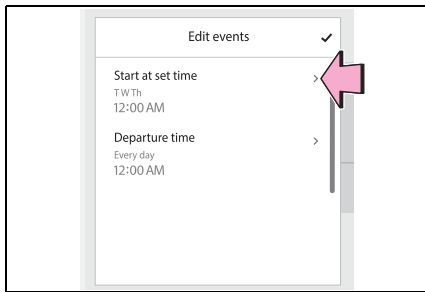 Edit events
Start at set time
T W Th
12:00 AM
Departure time
Every day
12:00 AM